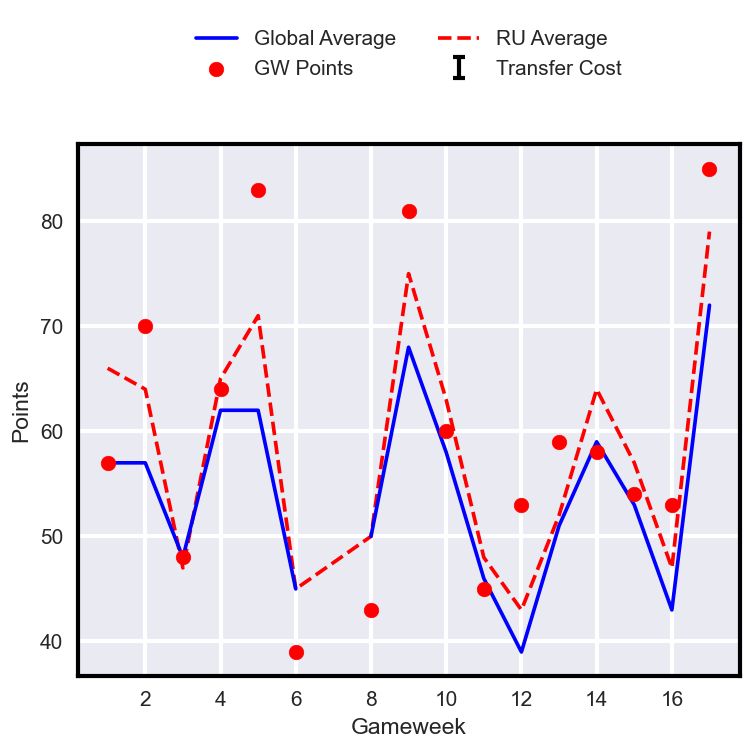 Global Average RU Average
GW Points Transfer Cost
80
70
60
50
40
Points
2 4 6 8 10 12 14 16
Gameweek